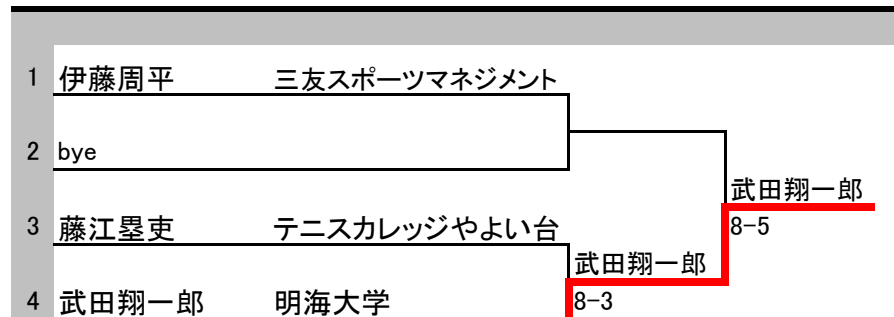 1 伊藤周平 三友スポーツマネジメント
2 bye
武田翔一郎
3 藤江塁吏 テニスカレッジやよい台 8-5
武田翔一郎
4 武田翔一郎 明海大学 8-3